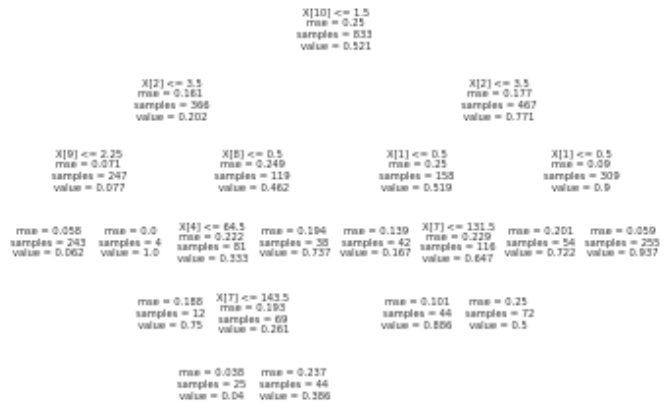 X[10] <= 1.5
mse = 0.25
samples = 833
value = 0.521
X[2] <= 3.5
mse = 0.161
samples = 366
value = 0.202
X[2] <= 3.5
mse = 0.177
samples = 467
value = 0.771
X[9] <= 2.25
mse = 0.071
samples = 247
value = 0.077
X[8] <= 0.5
mse = 0.249
samples = 119
value = 0.462
X[1] <= 0.5
mse = 0.25
samples = 158
value = 0.519
X[1] <= 0.5
mse = 0.09
samples = 309
value = 0.9
mse = 0.058
samples = 243
value = 0.062
mse = 0.0
samples = 4
value = 1.0
X[4] <= 64.5
mse = 0.222
samples = 81
value = 0.333
mse = 0.194
samples = 38
value = 0.737
mse = 0.139
samples = 42
value = 0.167
X[7] <= 131.5
mse = 0.229
samples = 116
value = 0.647
mse = 0.201
samples = 54
value = 0.722
mse = 0.059
samples = 255
value = 0.937
mse = 0.188
samples = 12
value = 0.75
X[7] <= 143.5
mse = 0.193
samples = 69
value = 0.261
mse = 0.101
samples = 44
value = 0.886
mse = 0.25
samples = 72
value = 0.5
mse = 0.038
samples = 25
value = 0.04
mse = 0.237
samples = 44
value = 0.386